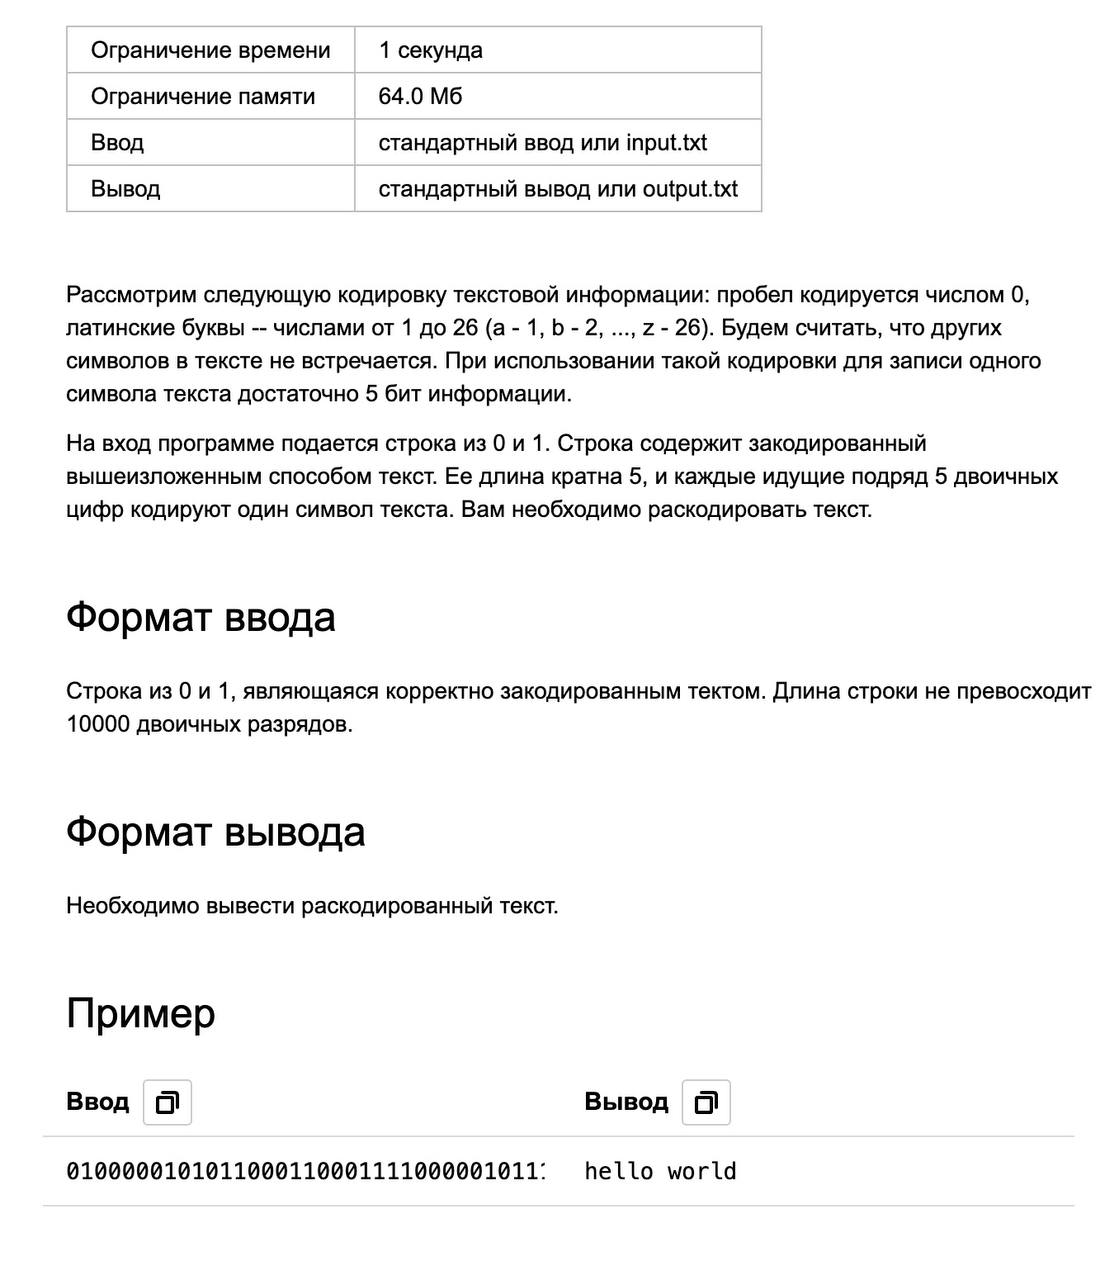 Ограничение времени 1 секунда
Ограничение памяти 64.0 Мб
Ввод стандартный ввод или input.txt
Вывод стандартный вывод или output.txt
Рассмотрим следующую кодировку текстовой информации: пробел кодируется числом 0,
латинские буквы -- числами от 1 до 26 (a - 1, b - 2, ..., z - 26). Будем считать, что других
символов в тексте не встречается. При использовании такой кодировки для записи одного
символа текста достаточно 5 бит информации.
На вход программе подается строка из 0 и 1. Строка содержит закодированный
вышеизложенным способом текст. Ее длина кратна 5, и каждые идущие подряд 5 двоичных
цифр кодируют один символ текста. Вам необходимо раскодировать текст.
Формат ввода
Строка из 0 и 1, являющаяся корректно закодированным тектом. Длина строки не превосходит
10000 двоичных разрядов.
Формат вывода
Необходимо вывести раскодированный текст.
Пример
Ввод Вывод
0100000101011000110001111000001011 hello world